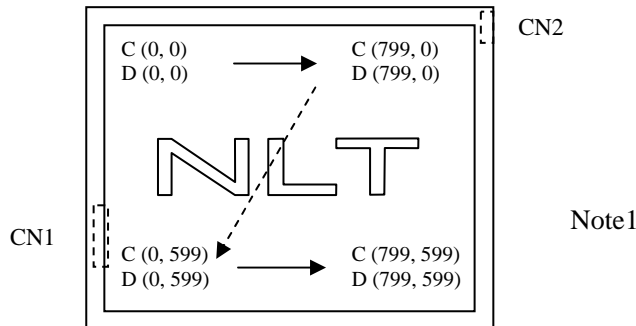 CN2
C (0, 0)
D (0, 0)
C (799, 0)
D (799, 0)
NLT
Note1
CN1
C (0, 599)
D (0, 599)
C (799, 599)
D (799, 599)